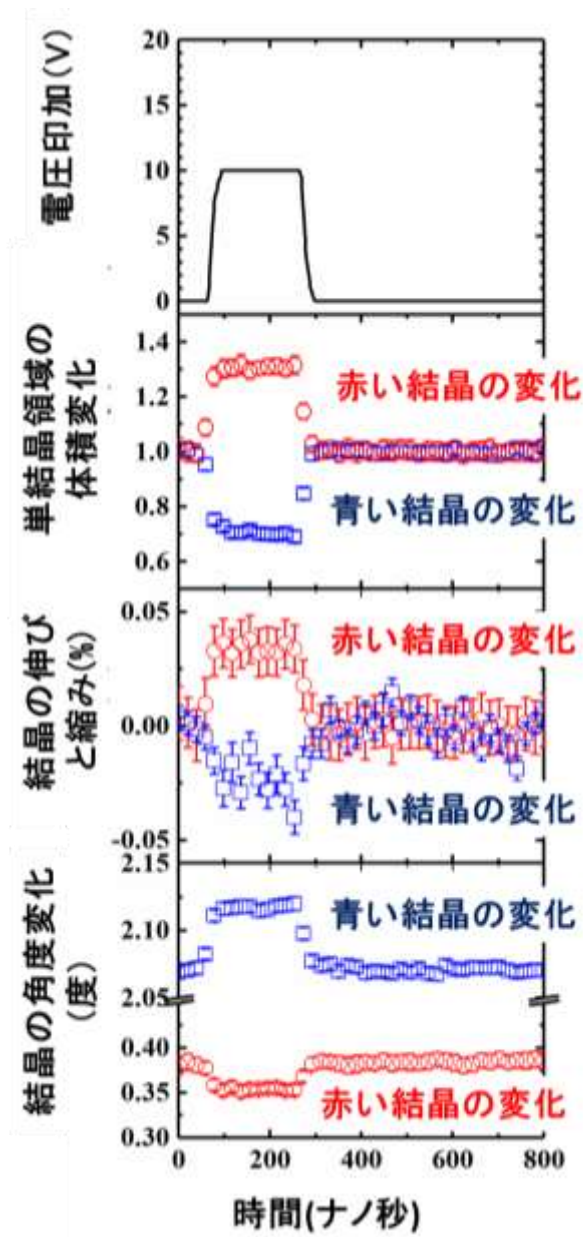 電圧印加(V)
20
15
10
5
0
単結晶領域の
体積変化
1.4
1.2
1.0
0.8
0.6
赤い結晶の変化
青い結晶の変化
結晶の伸び
と縮み(%)
0.05
0.00
-0.05
赤い結晶の変化
青い結晶の変化
結晶の角度変化
(度)
2.15
2.10
2.05
0.40
0.35
0.30
青い結晶の変化
赤い結晶の変化
0
200
400
600
800
時間(ナノ秒)